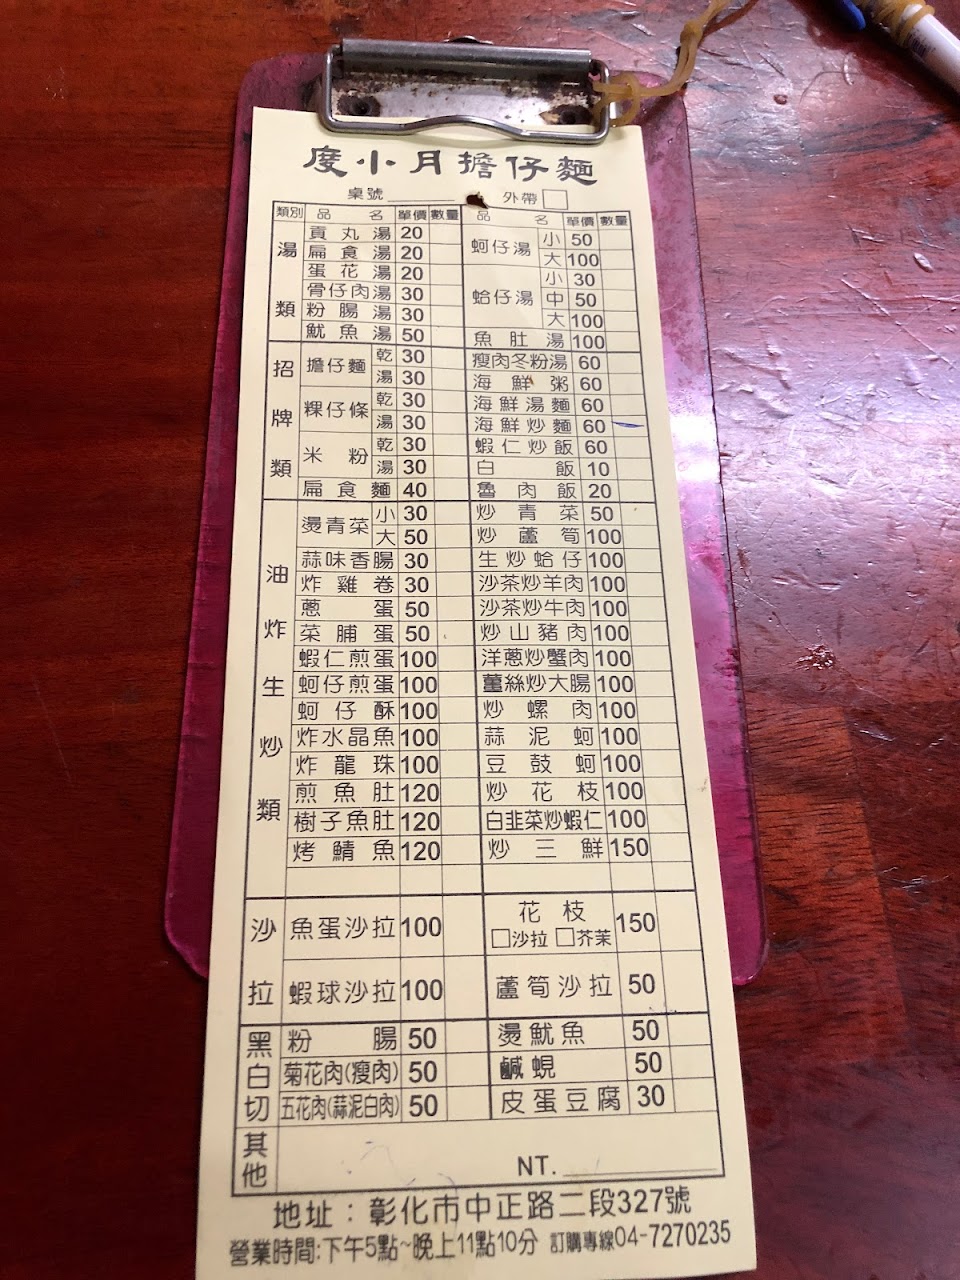 度小月擔仔麵
桌號 外帶
類別 品名 單價 數量 品名 單價 數量
湯類
貢丸湯 20
扁食湯 20
蛋花湯 20
骨仔肉湯 30
粉腸湯 30
魷魚湯 50
蚵仔湯 小 50
大 100
蛤仔湯 小 30
中 50
大 100
魚肚湯 100
招牌類
擔仔麵 乾 30
湯 30
粿仔條 乾 30
湯 30
米粉 乾 30
湯 30
扁食麵 40
瘦肉冬粉湯 60
海鮮粥 60
海鮮湯麵 60
海鮮炒麵 60
蝦仁炒飯 60
白飯 10
魯肉飯 20
油炸生炒類
燙青菜 小 30
大 50
蒜味香腸 30
炸雞卷 30
蔥蛋 50
菜脯蛋 50
蝦仁煎蛋 100
蚵仔煎蛋 100
蚵仔酥 100
炸水晶魚 100
炸龍珠 100
煎魚肚 120
樹子魚肚 120
烤鯖魚 120
炒青菜 50
炒蘆筍 100
生炒蛤仔 100
沙茶炒羊肉 100
沙茶炒牛肉 100
炒山豬肉 100
洋蔥炒蟹肉 100
薑絲炒大腸 100
炒螺肉 100
蒜泥蚵 100
豆鼓蚵 100
炒花枝 100
白韭菜炒蝦仁 100
炒三鮮 150
沙拉
魚蛋沙拉 100
蝦球沙拉 100
花枝 150
□沙拉 □芥茉
蘆筍沙拉 50
黑白切
粉腸 50
菊花肉(瘦肉) 50
五花肉(蒜泥白肉) 50
燙魷魚 50
鹹蜆 50
皮蛋豆腐 30
其他
NT.
地址：彰化市中正路二段327號
營業時間:下午5點~晚上11點10分 訂購專線04-7270235